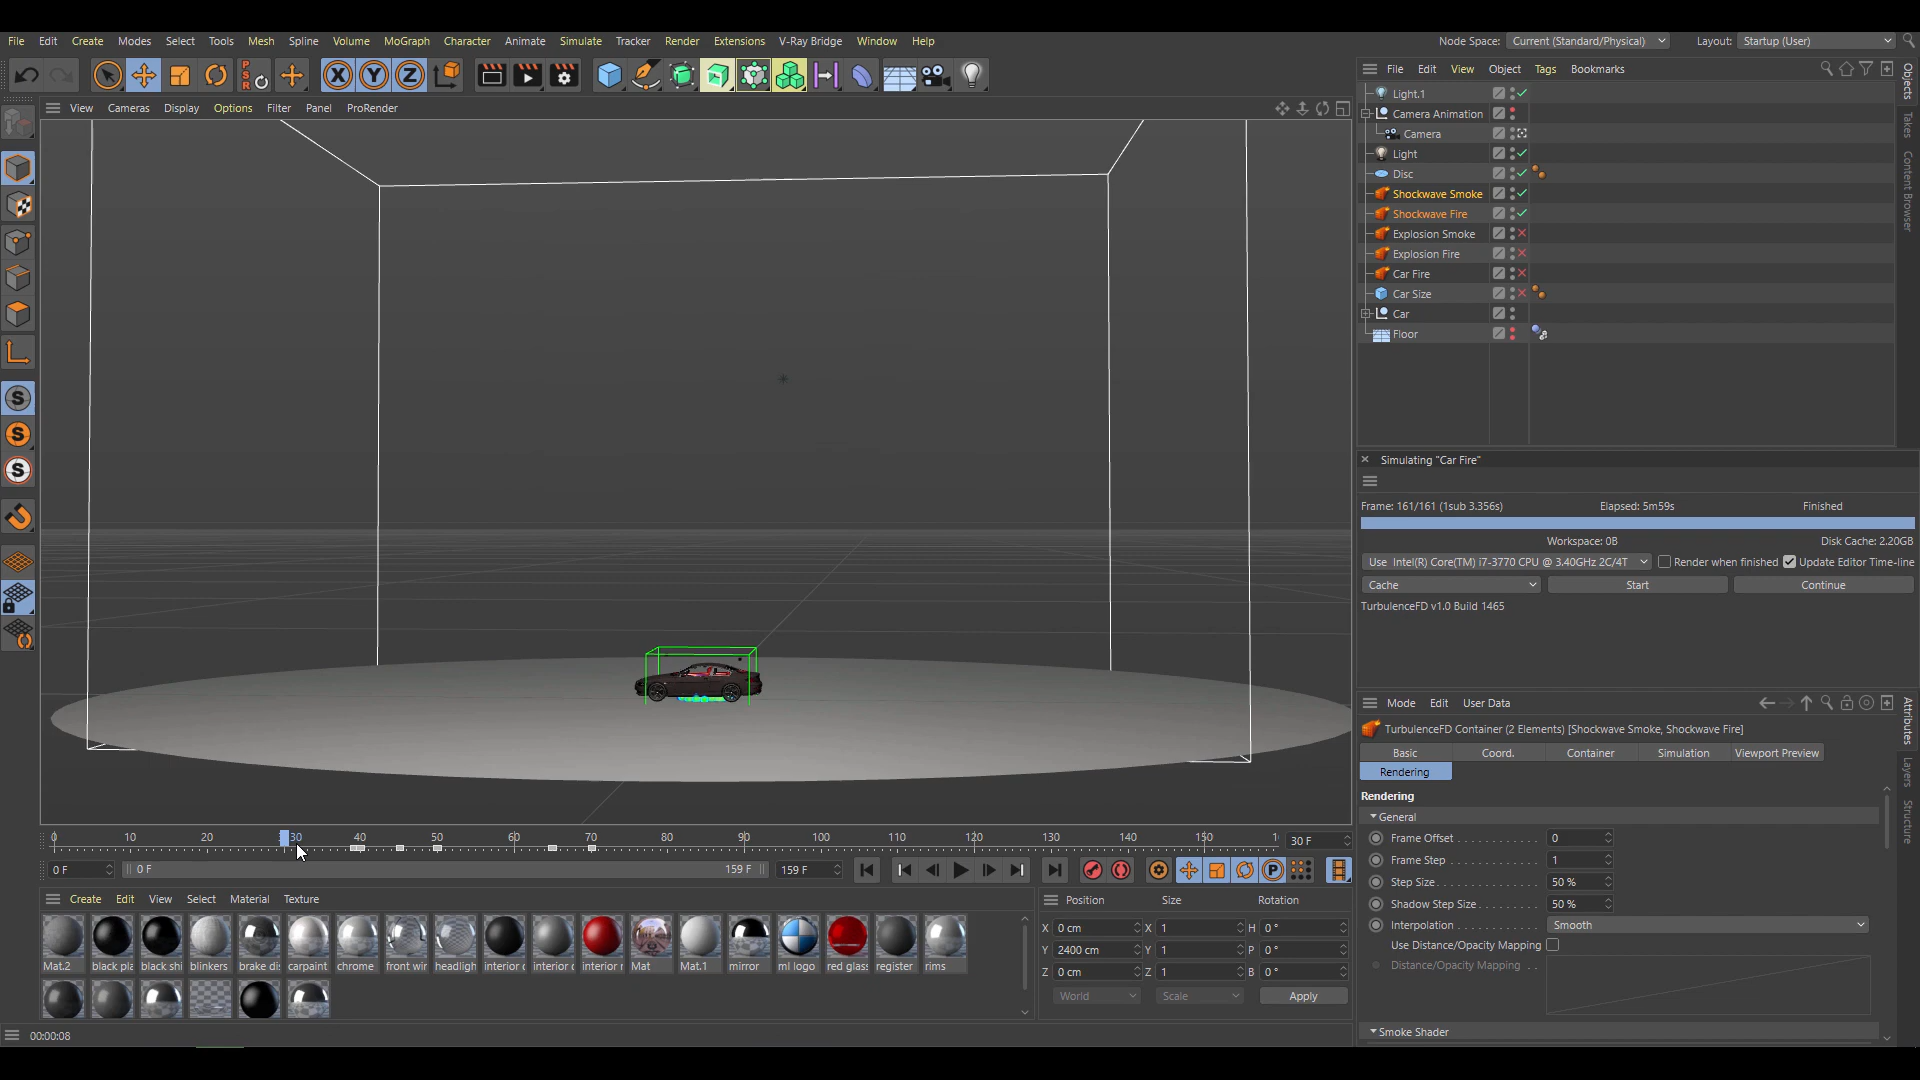 File Edit Create Modes Select Tools Mesh Spline Volume MoGraph Character Animate Simulate Tracker Render Extensions V-Ray Bridge Window Help
Node Space: Current (Standard/Physical) Layout: Startup (User)
P
S
R
X Y Z
File Edit View Object Tags Bookmarks
View Cameras Display Options Filter Panel ProRender
Light.1
Camera Animation
Camera
Light
Disc
Shockwave Smoke
Shockwave Fire
Explosion Smoke
Explosion Fire
Car Fire
Car Size
Car
Floor
Objects
Takes
Content Browser
S
S
S
Simulating "Car Fire"
Frame: 161/161 (1sub 3.356s) Elapsed: 5m59s Finished
Workspace: 0B Disk Cache: 2.20GB
Use Intel(R) Core(TM) i7-3770 CPU @ 3.40GHz 2C/4T Render when finished Update Editor Time-line
Cache Start Continue
TurbulenceFD v1.0 Build 1465
Mode Edit User Data
TurbulenceFD Container (2 Elements) [Shockwave Smoke, Shockwave Fire]
Basic Coord. Container Simulation Viewport Preview
Rendering
Rendering
General
Frame Offset 0
Frame Step 1
Step Size 50 %
Shadow Step Size 50 %
Interpolation Smooth
Use Distance/Opacity Mapping
Distance/Opacity Mapping
Smoke Shader
Attributes
Layers
Structure
0 10 20 30 40 50 60 70 80 90 100 110 120 130 140 150 30 F
0 F 0 F 159 F 159 F P
Create Edit View Select Material Texture
Mat.2 black pla black shi blinkers brake dis carpaint chrome front wir headligh interior c interior c interior r Mat Mat.1 mirror ml logo red glass register rims
Position Size Rotation
X 0 cm X 1 H 0 °
Y 2400 cm Y 1 P 0 °
Z 0 cm Z 1 B 0 °
World Scale Apply
00:00:08